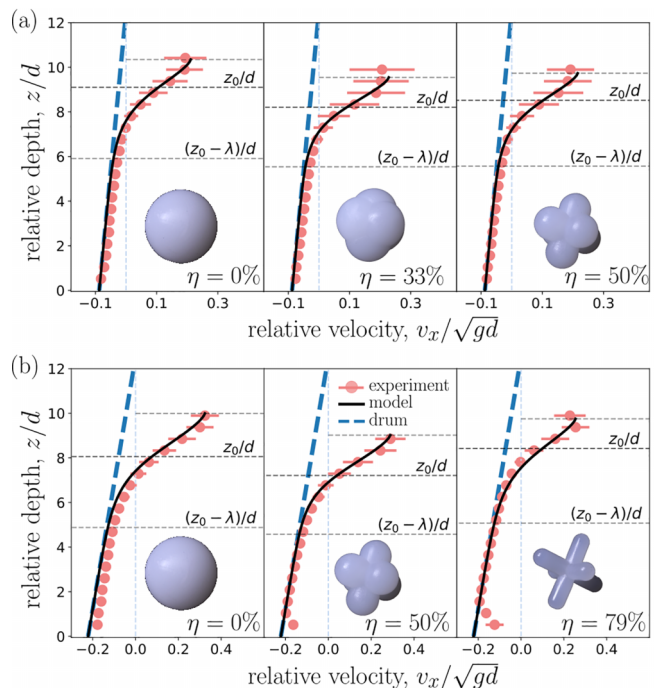 (a)
12
10
8
6
4
2
0
relative depth, z/d
z₀/d
(z₀ − λ)/d
η = 0%
z₀/d
(z₀ − λ)/d
η = 33%
z₀/d
(z₀ − λ)/d
η = 50%
−0.1 0.1 0.3 −0.1 0.1 0.3 −0.1 0.1 0.3
relative velocity, vₓ/√gd
(b)
12
10
8
6
4
2
0
relative depth, z/d
z₀/d
(z₀ − λ)/d
η = 0%
experiment
model
drum
z₀/d
(z₀ − λ)/d
η = 50%
z₀/d
(z₀ − λ)/d
η = 79%
−0.2 0.0 0.2 0.4 −0.2 0.0 0.2 0.4 −0.2 0.0 0.2 0.4
relative velocity, vₓ/√gd